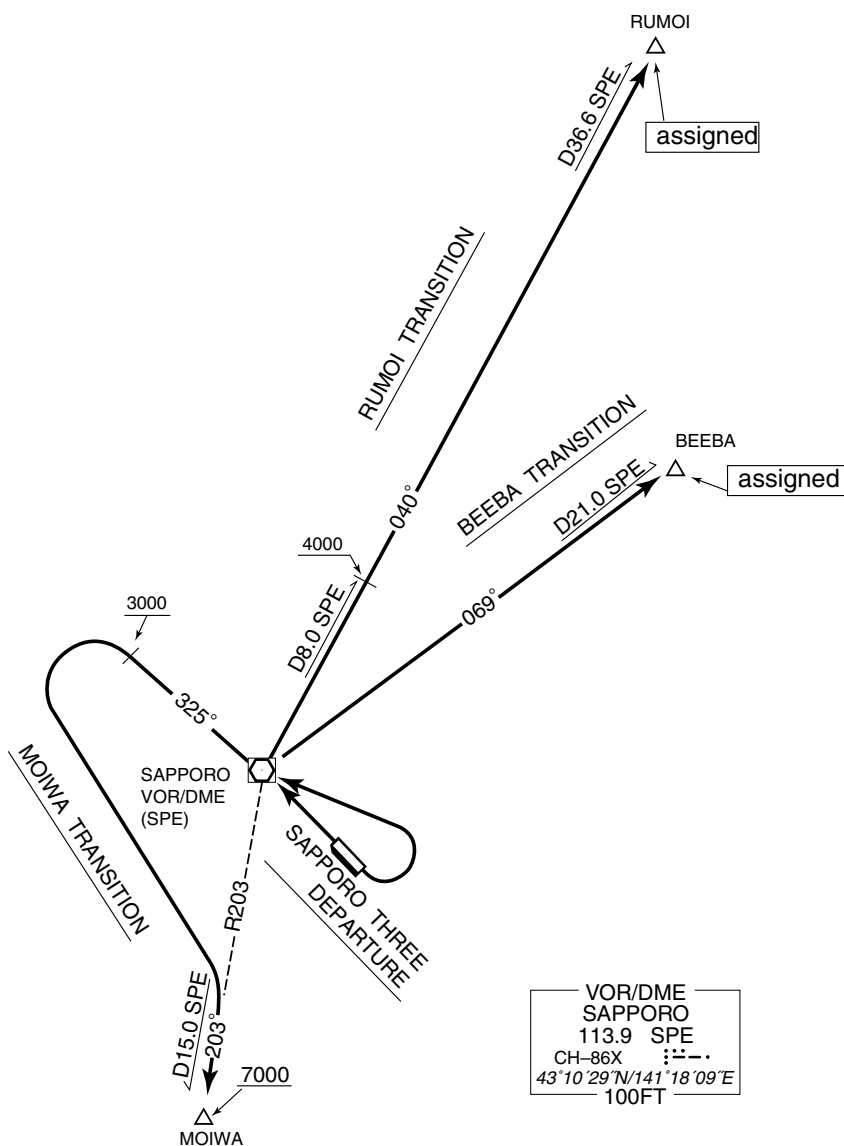 RUMOI
D36.6 SPE
assigned
RUMOI TRANSITION
BEEBA TRANSITION
BEEBA
D21.0 SPE
assigned
040°
4000
069°
D8.0 SPE
3000
325°
MOIWA TRANSITION
SAPPORO
VOR/DME
(SPE)
SAPPORO THREE
DEPARTURE
R203
D15.0 SPE
203°
7000
MOIWA
VOR/DME
SAPPORO
113.9 SPE
CH–86X
43°10´29˝N/141°18´09˝E
100FT